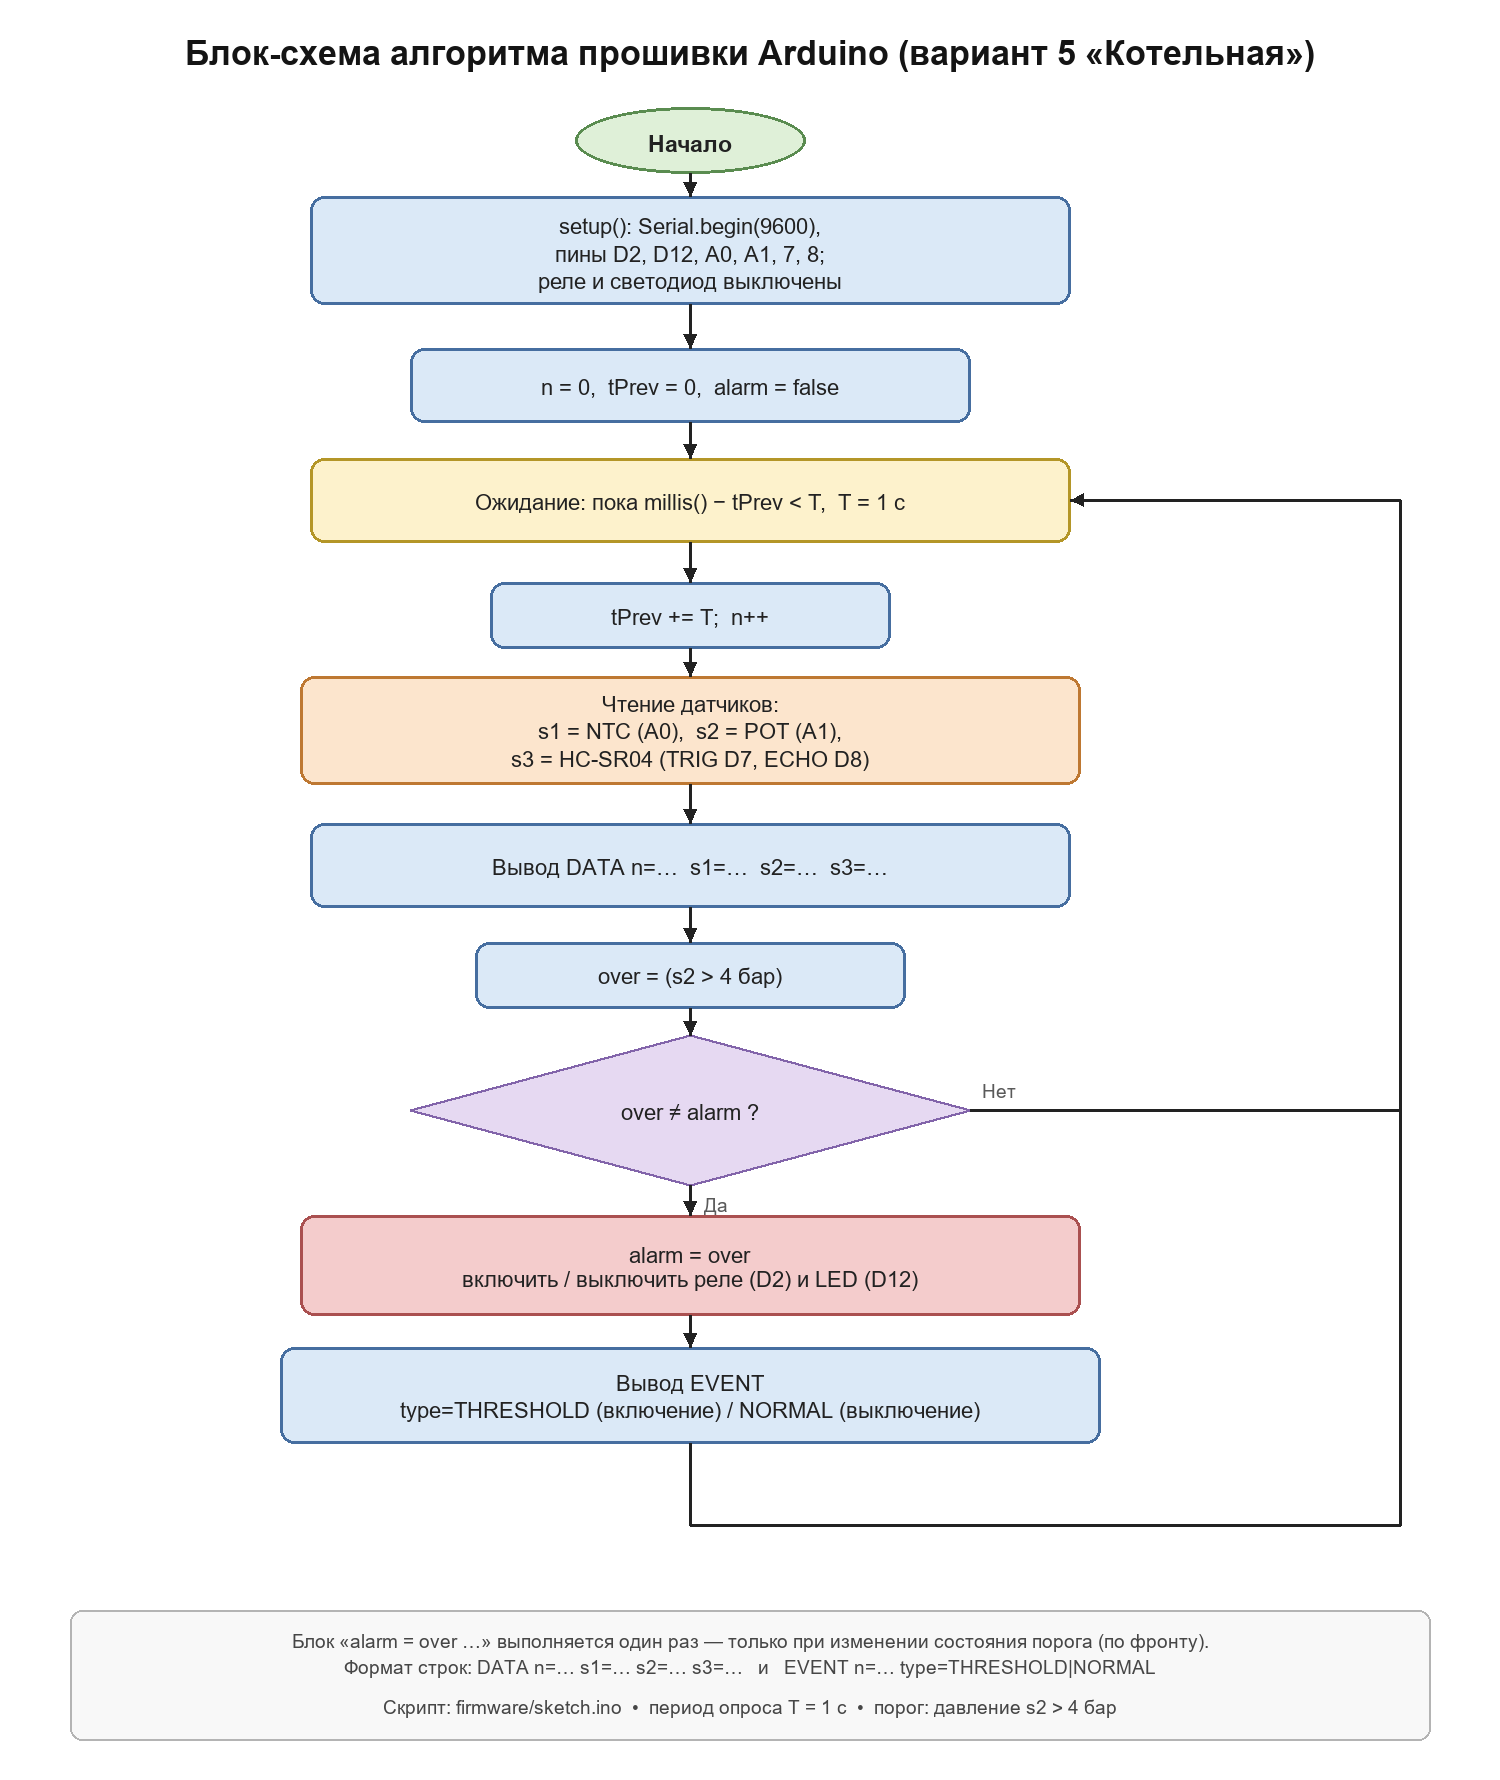 Блок-схема алгоритма прошивки Arduino (вариант 5 «Котельная»)
Начало
setup(): Serial.begin(9600),
пины D2, D12, A0, A1, 7, 8;
реле и светодиод выключены
n = 0,  tPrev = 0,  alarm = false
Ожидание: пока millis() − tPrev < T,  T = 1 с
tPrev += T;  n++
Чтение датчиков:
s1 = NTC (A0),  s2 = POT (A1),
s3 = HC-SR04 (TRIG D7, ECHO D8)
Вывод DATA n=…  s1=…  s2=…  s3=…
over = (s2 > 4 бар)
over ≠ alarm ?
Нет
Да
alarm = over
включить / выключить реле (D2) и LED (D12)
Вывод EVENT
type=THRESHOLD (включение) / NORMAL (выключение)
Блок «alarm = over …» выполняется один раз — только при изменении состояния порога (по фронту).
Формат строк: DATA n=… s1=… s2=… s3=…   и   EVENT n=… type=THRESHOLD|NORMAL
Скрипт: firmware/sketch.ino  •  период опроса T = 1 с  •  порог: давление s2 > 4 бар